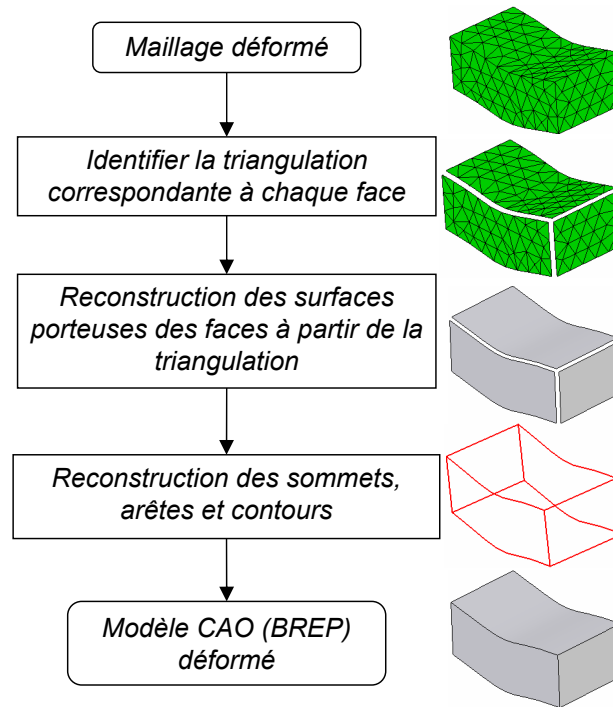 Maillage déformé
Identifier la triangulation
correspondante à chaque face
Reconstruction des surfaces
porteuses des faces à partir de la
triangulation
Reconstruction des sommets,
arêtes et contours
Modèle CAO (BREP)
déformé